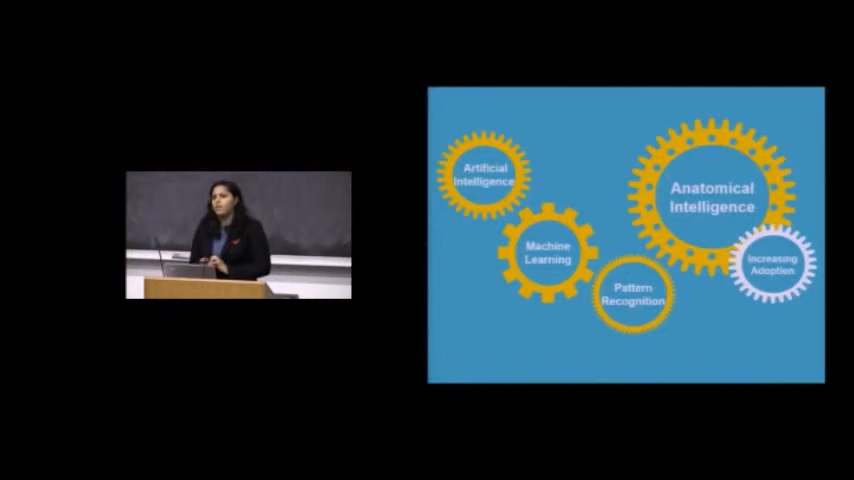 Artificial
Intelligence
Machine
Learning
Pattern
Recognition
Anatomical
Intelligence
Increasing
Adoption